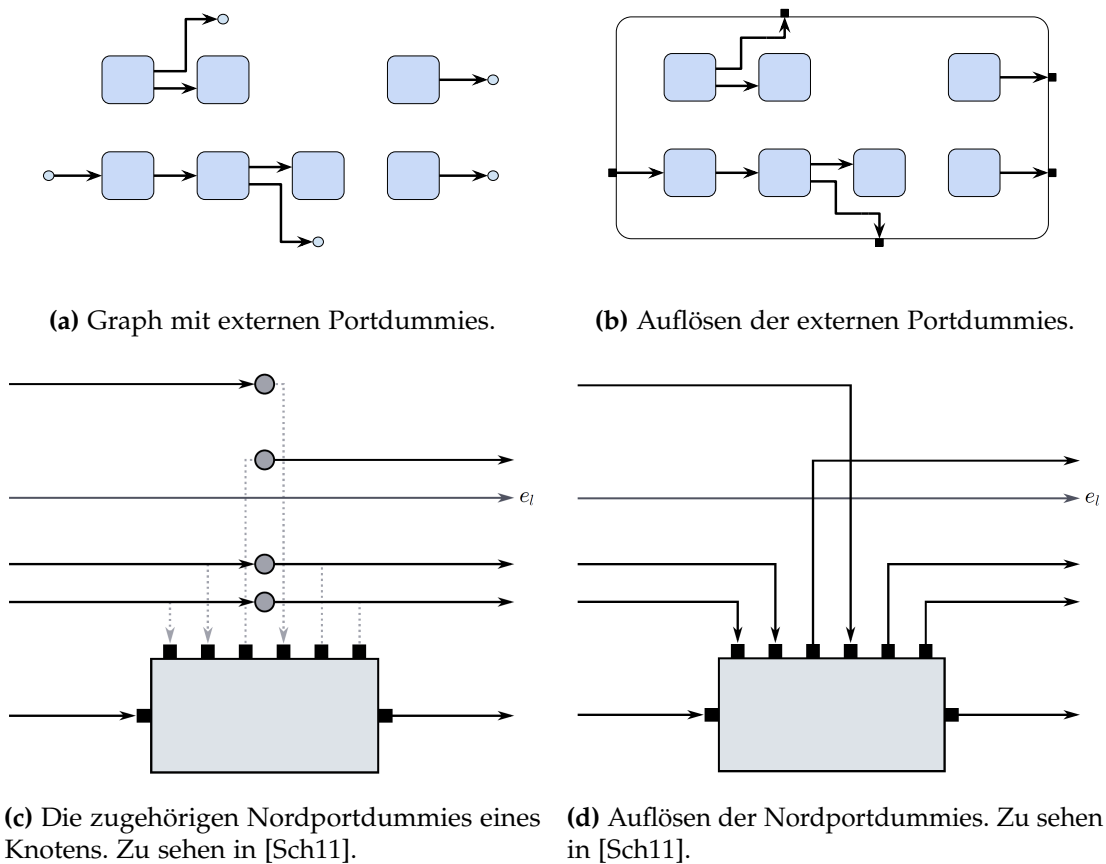 (a) Graph mit externen Portdummies.
(b) Auflösen der externen Portdummies.
e_l
e_l
(c) Die zugehörigen Nordportdummies eines
Knotens. Zu sehen in [Sch11].
(d) Auflösen der Nordportdummies. Zu sehen
in [Sch11].